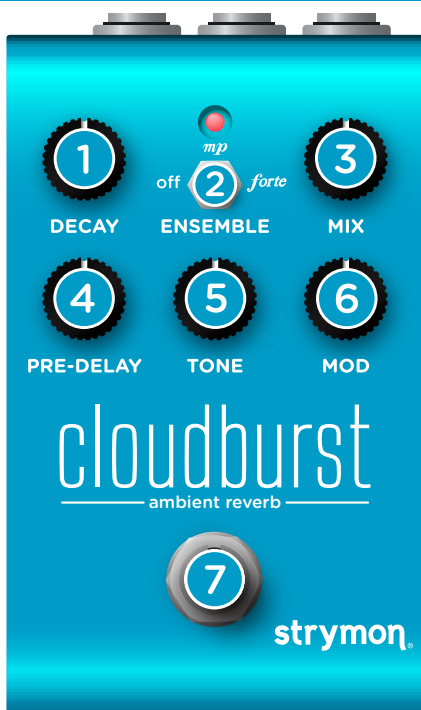 1
mp
off 2 forte
3
DECAY
ENSEMBLE
MIX
4
5
6
PRE-DELAY
TONE
MOD
cloudburst
ambient reverb
7
strymon®